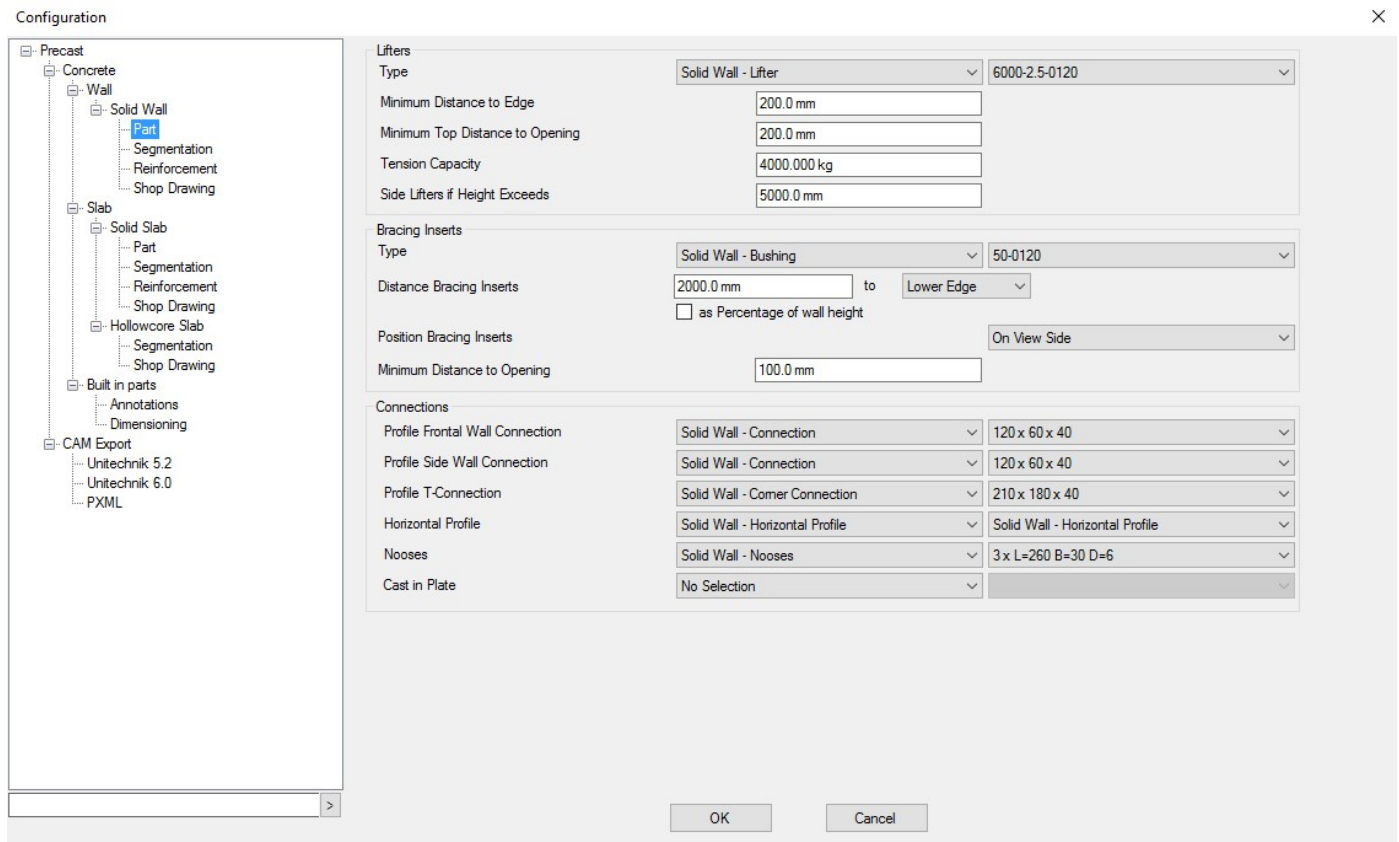 Configuration
Precast
Concrete
Wall
Solid Wall
Part
Segmentation
Reinforcement
Shop Drawing
Slab
Solid Slab
Part
Segmentation
Reinforcement
Shop Drawing
Hollowcore Slab
Segmentation
Shop Drawing
Built in parts
Annotations
Dimensioning
CAM Export
Unitechnik 5.2
Unitechnik 6.0
PXML
>
Lifters
Type Solid Wall - Lifter 6000-2.5-0120
Minimum Distance to Edge 200.0 mm
Minimum Top Distance to Opening 200.0 mm
Tension Capacity 4000.000 kg
Side Lifters if Height Exceeds 5000.0 mm
Bracing Inserts
Type Solid Wall - Bushing 50-0120
Distance Bracing Inserts 2000.0 mm to Lower Edge
as Percentage of wall height
Position Bracing Inserts On View Side
Minimum Distance to Opening 100.0 mm
Connections
Profile Frontal Wall Connection Solid Wall - Connection 120 x 60 x 40
Profile Side Wall Connection Solid Wall - Connection 120 x 60 x 40
Profile T-Connection Solid Wall - Corner Connection 210 x 180 x 40
Horizontal Profile Solid Wall - Horizontal Profile Solid Wall - Horizontal Profile
Nooses Solid Wall - Nooses 3 x L=260 B=30 D=6
Cast in Plate No Selection
OK Cancel